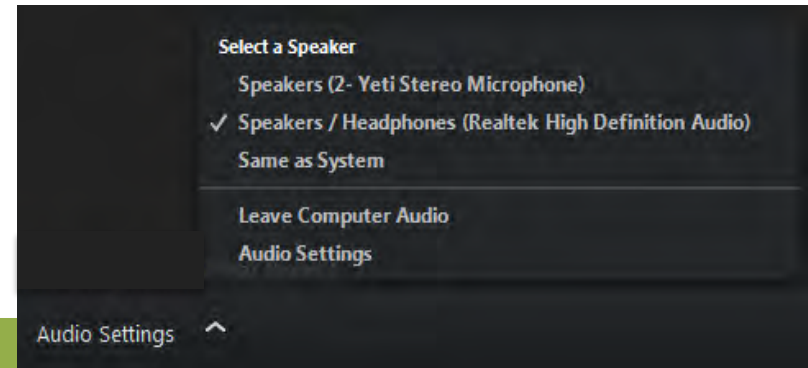 Select a Speaker
Speakers (2- Yeti Stereo Microphone)
Speakers / Headphones (Realtek High Definition Audio)
Same as System
Leave Computer Audio
Audio Settings
Audio Settings